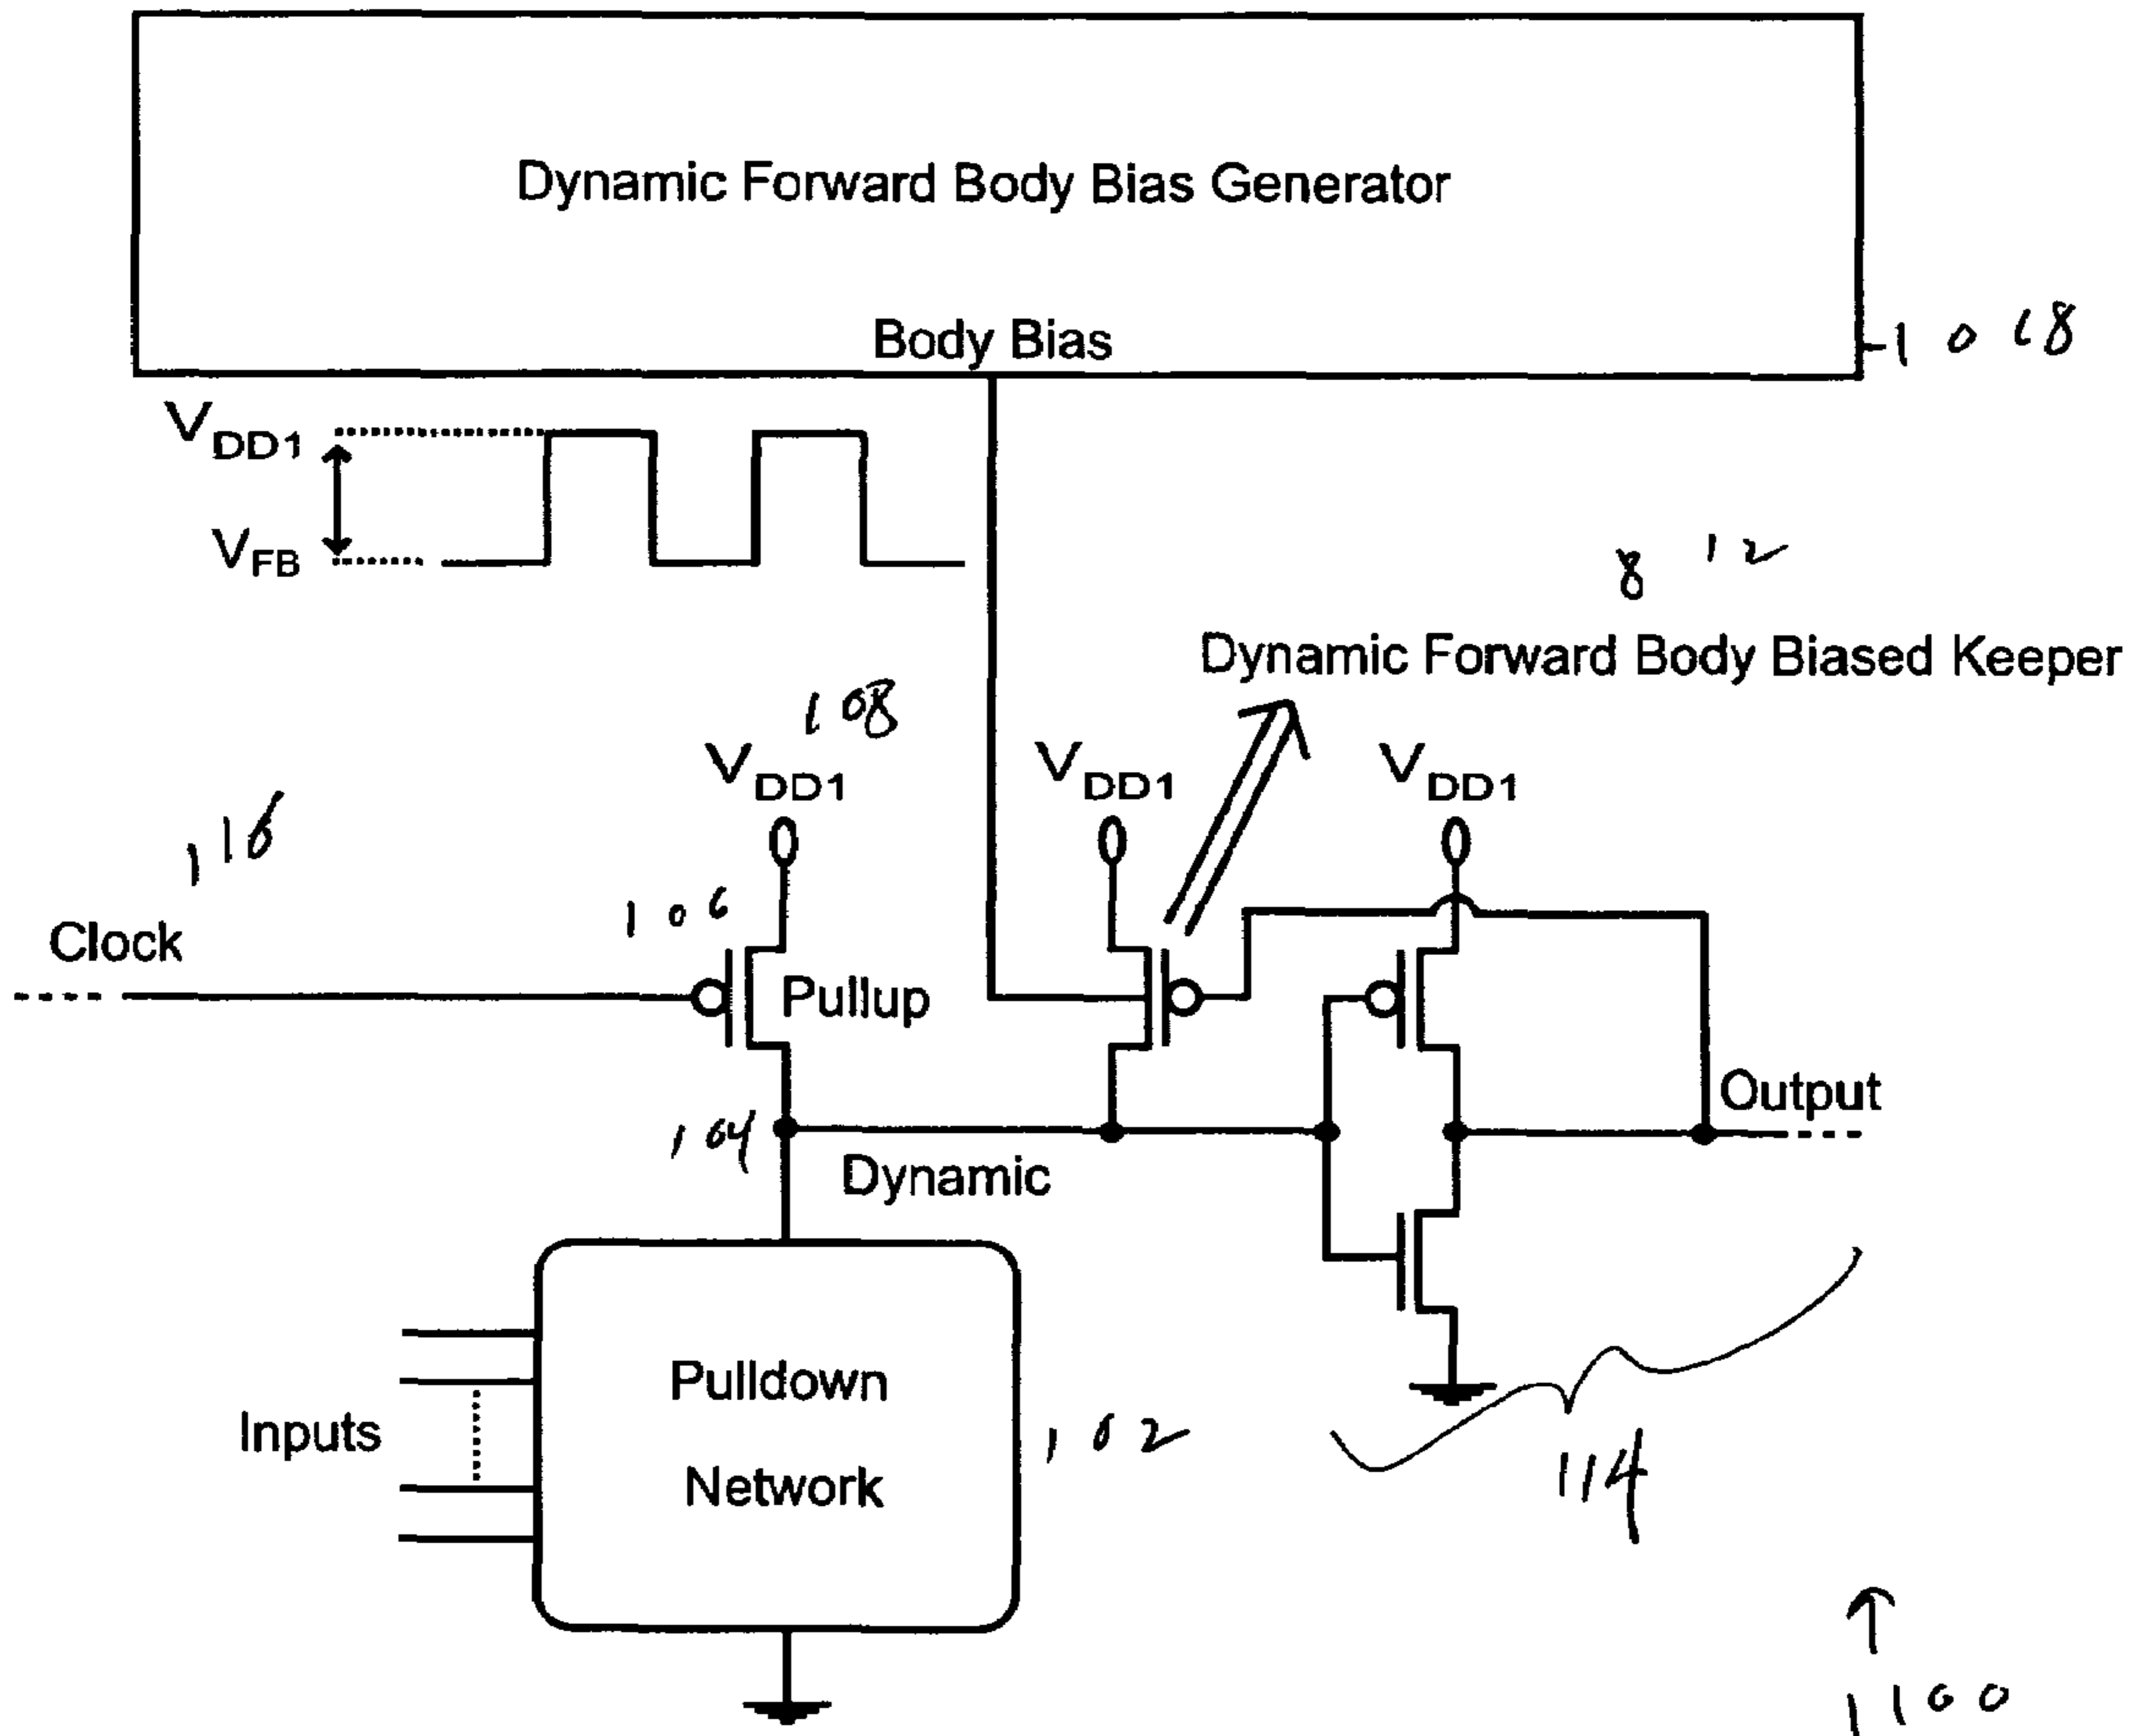 Dynamic Forward Body Bias Generator
Body Bias
1018
VDD1
VFB
812
Dynamic Forward Body Biased Keeper
108
VDD1
VDD1
VDD1
116
106
Clock
Pullup
Output
104
Dynamic
Pulldown
Network
Inputs
102
114
1100